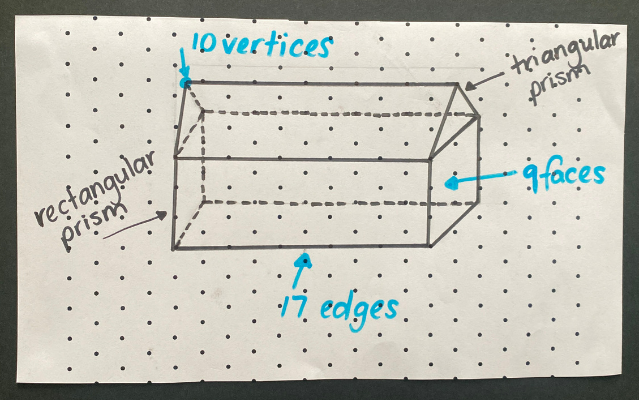 10 vertices
triangular
prism
rectangular
prism
9 faces
17 edges